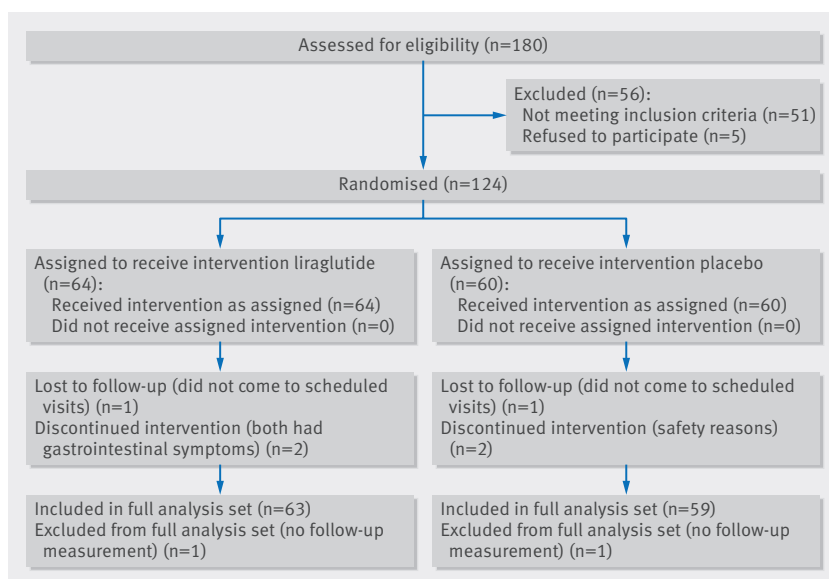 Assessed for eligibility (n=180)
Excluded (n=56):
Not meeting inclusion criteria (n=51)
Refused to participate (n=5)
Randomised (n=124)
Assigned to receive intervention liraglutide
(n=64):
Received intervention as assigned (n=64)
Did not receive assigned intervention (n=0)
Assigned to receive intervention placebo
(n=60):
Received intervention as assigned (n=60)
Did not receive assigned intervention (n=0)
Lost to follow-up (did not come to scheduled
visits) (n=1)
Discontinued intervention (both had
gastrointestinal symptoms) (n=2)
Lost to follow-up (did not come to scheduled
visits) (n=1)
Discontinued intervention (safety reasons)
(n=2)
Included in full analysis set (n=63)
Excluded from full analysis set (no follow-up
measurement) (n=1)
Included in full analysis set (n=59)
Excluded from full analysis set (no follow-up
measurement) (n=1)